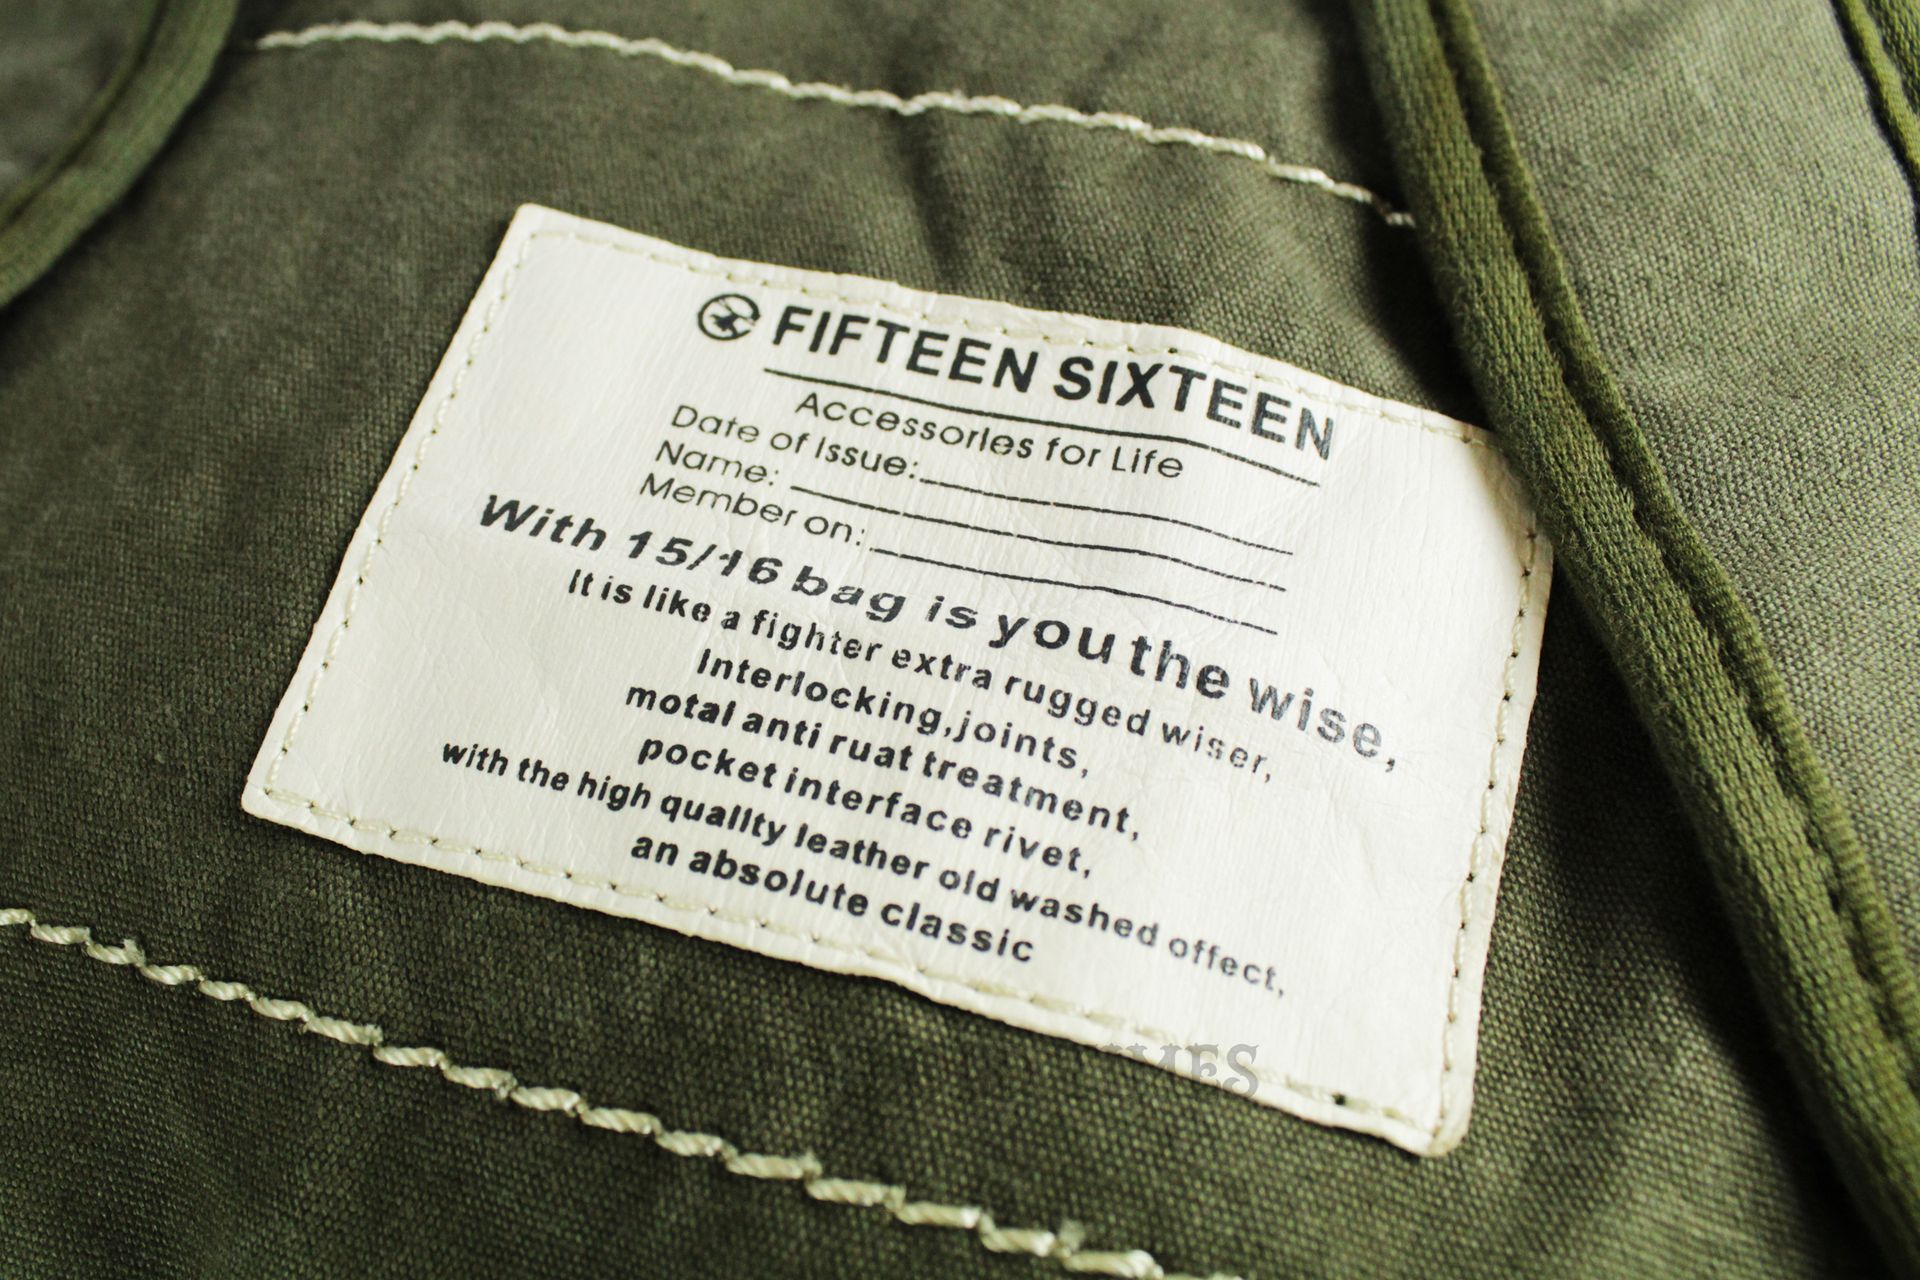 FIFTEEN SIXTEEN
Accessories for Life
Date of Issue:
Name:
Member on:
With 15/16 bag is you the wise,
It is like a fighter extra rugged wiser,
Interlocking,joints,
motal anti ruat treatment,
pocket interface rivet,
with the high quallty leather old washed offect,
an absolute classic